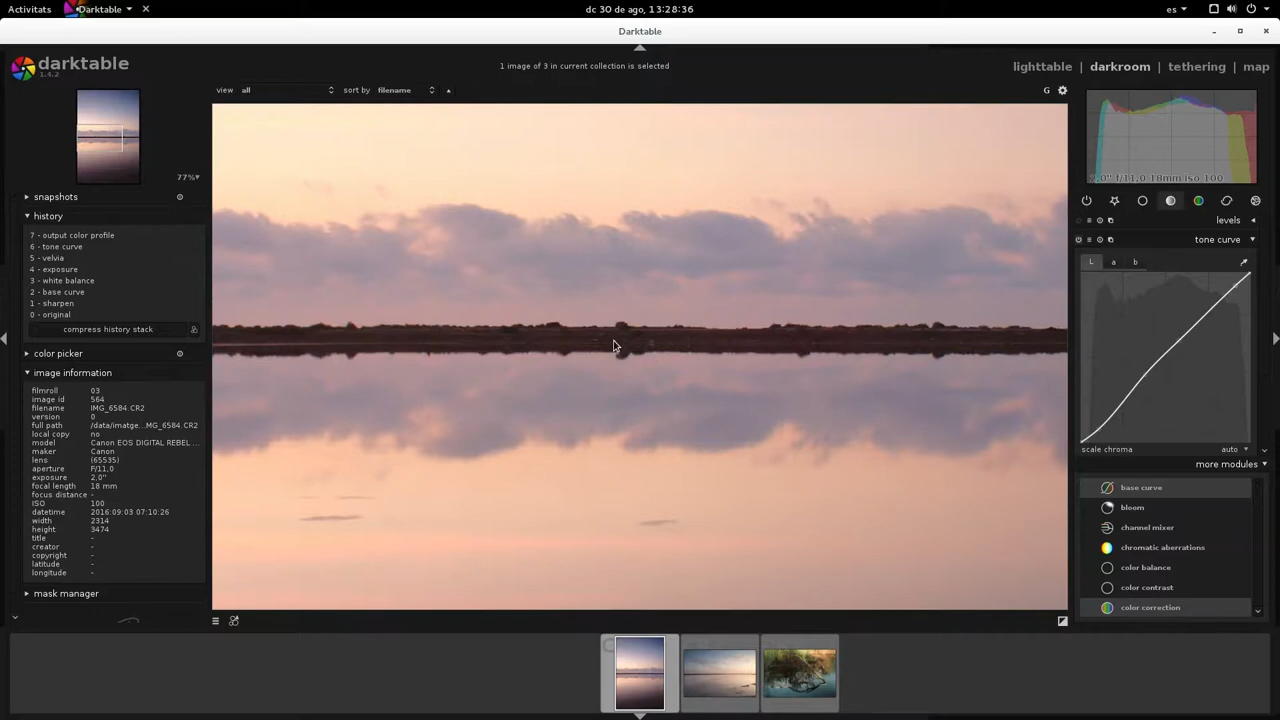 Activitats
Darktable
dc 30 de ago, 13:28:36
es
Darktable
darktable
1.4.2
1 image of 3 in current collection is selected
lighttable | darkroom | tethering | map
view all sort by filename
G
77%
2,0" f/11,0 18mm iso 100
snapshots
history
7 - output color profile
6 - tone curve
5 - velvia
4 - exposure
3 - white balance
2 - base curve
1 - sharpen
0 - original
compress history stack
color picker
image information
filmroll 03
image id 564
filename IMG_6584.CR2
version 0
full path /data/imatge...MG_6584.CR2
local copy no
model Canon EOS DIGITAL REBEL ...
maker Canon
lens (65535)
aperture F/11,0
exposure 2,0"
focal length 18 mm
focus distance -
ISO 100
datetime 2016:09:03 07:10:26
width 2314
height 3474
title -
creator -
copyright -
latitude -
longitude -
mask manager
levels
tone curve
L a b
scale chroma auto
more modules
base curve
bloom
channel mixer
chromatic aberrations
color balance
color contrast
color correction